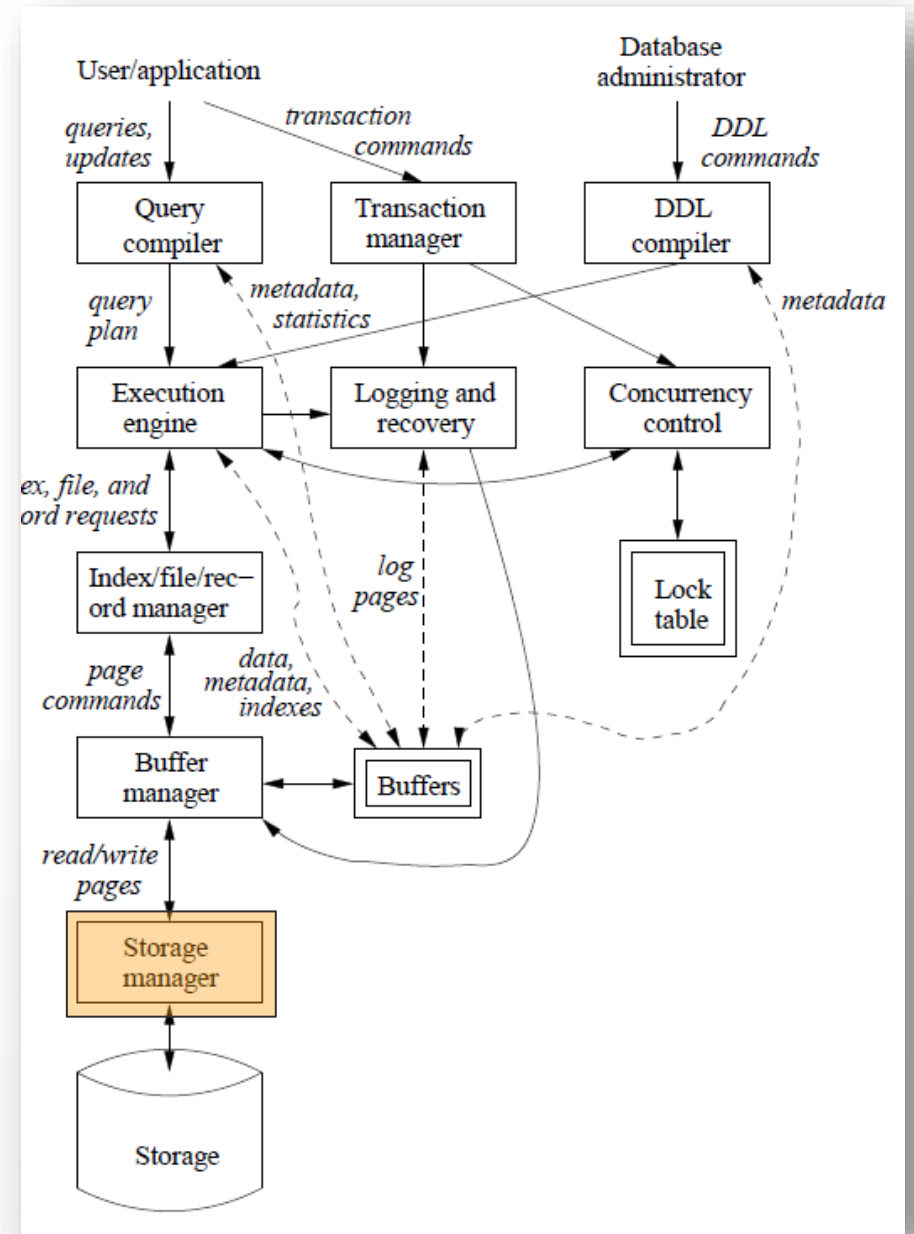 User/application
Database
administrator
queries,
updates
transaction
commands
DDL
commands
Query
compiler
Transaction
manager
DDL
compiler
query
plan
metadata,
statistics
metadata
Execution
engine
Logging and
recovery
Concurrency
control
ex, file, and
ord requests
Index/file/rec–
ord manager
log
pages
Lock
table
page
commands
data,
metadata,
indexes
Buffer
manager
Buffers
read/write
pages
Storage
manager
Storage